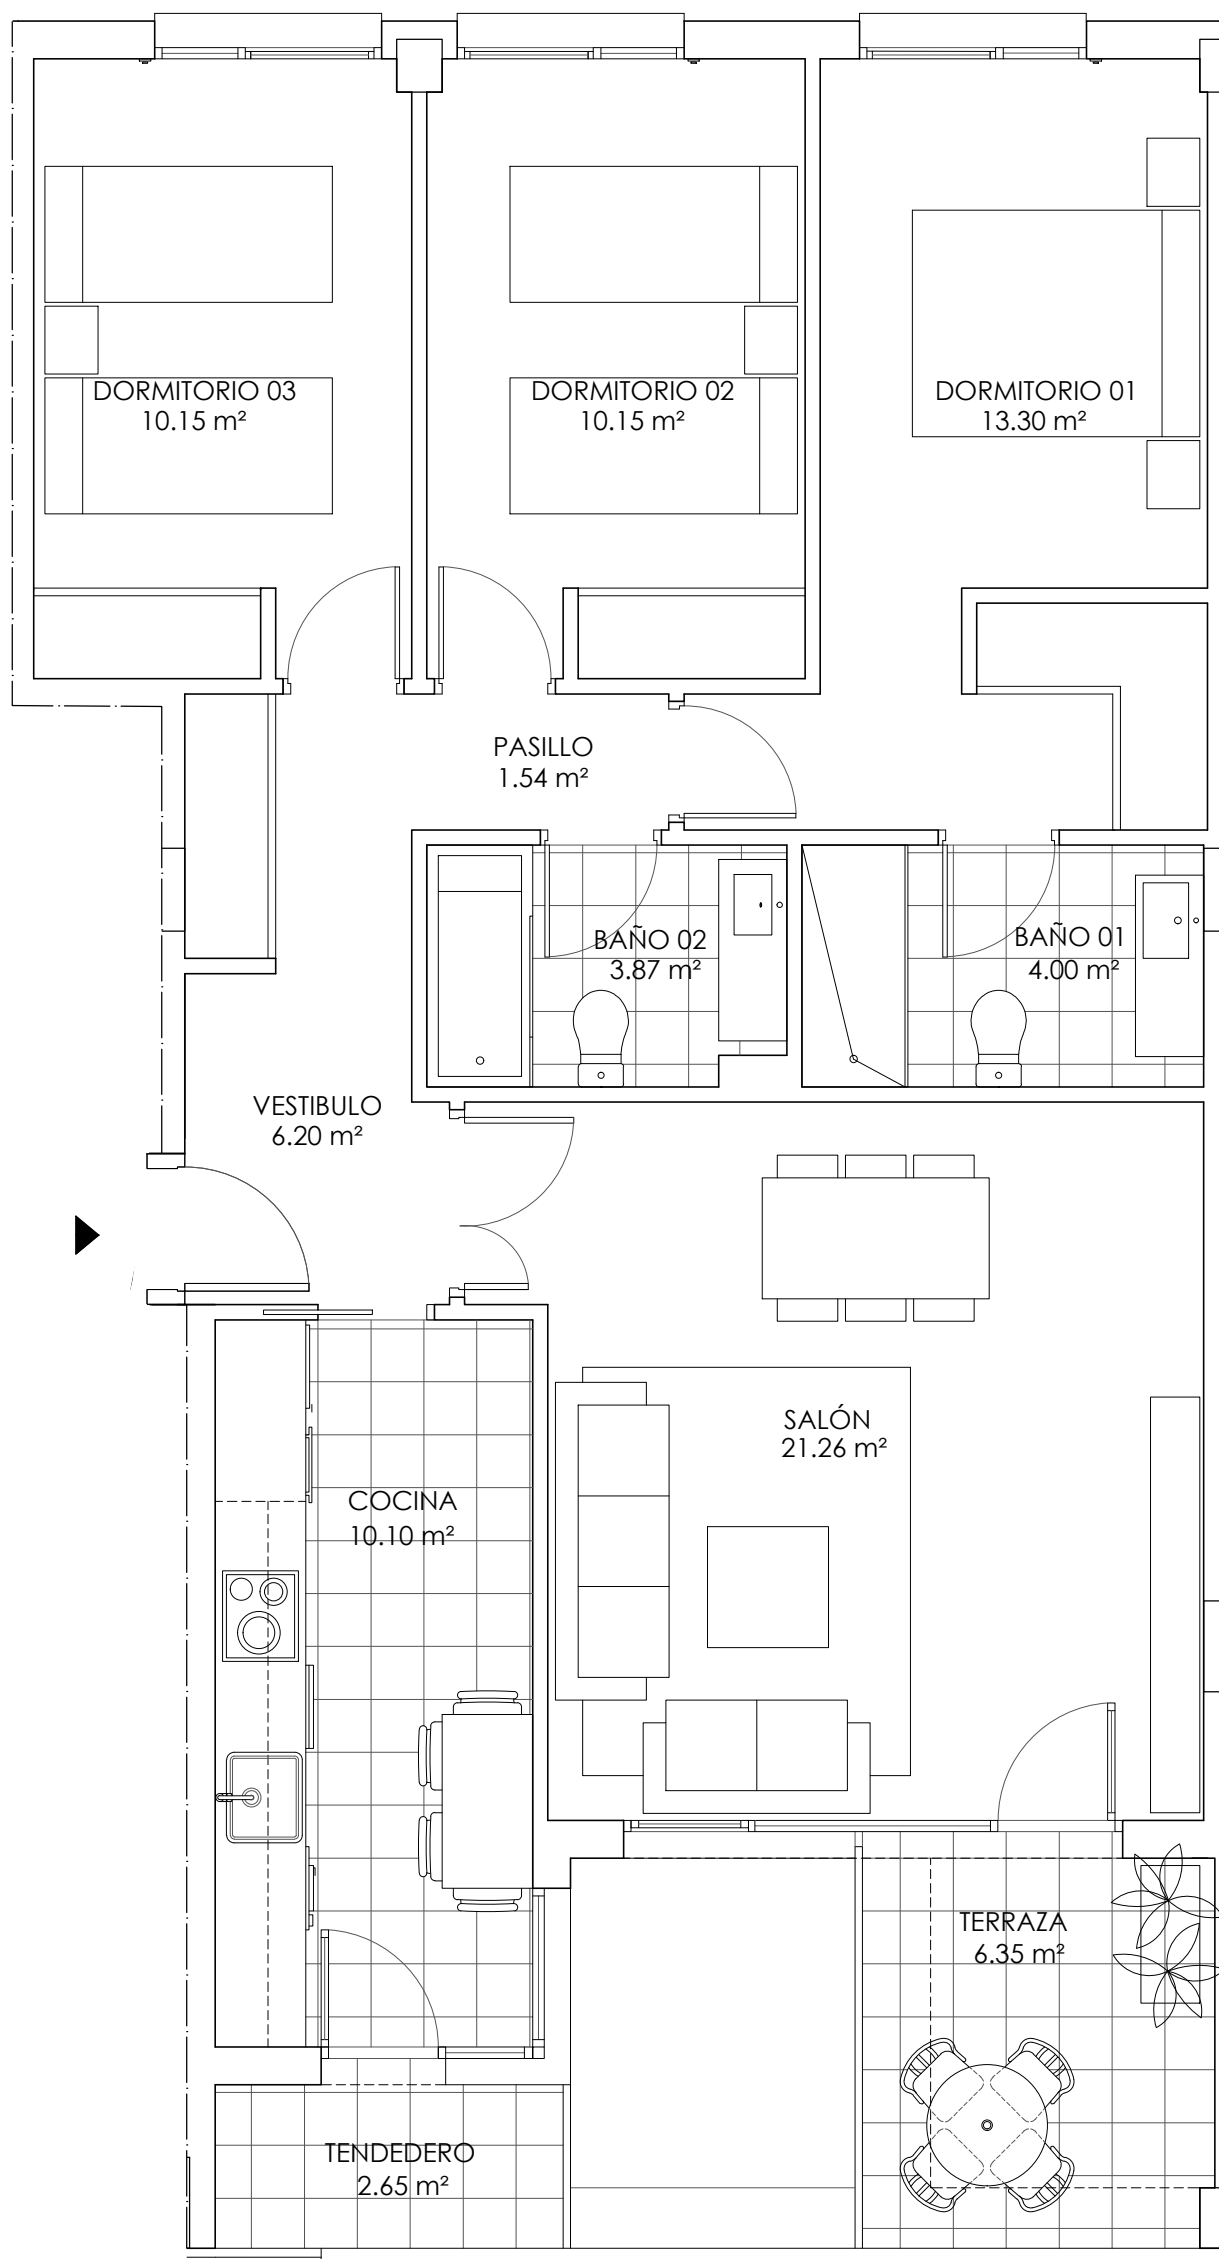 DORMITORIO 03
10.15 m²
DORMITORIO 02
10.15 m²
DORMITORIO 01
13.30 m²
PASILLO
1.54 m²
BAÑO 02
3.87 m²
BAÑO 01
4.00 m²
VESTIBULO
6.20 m²
SALÓN
21.26 m²
COCINA
10.10 m²
TERRAZA
6.35 m²
TENDEDERO
2.65 m²